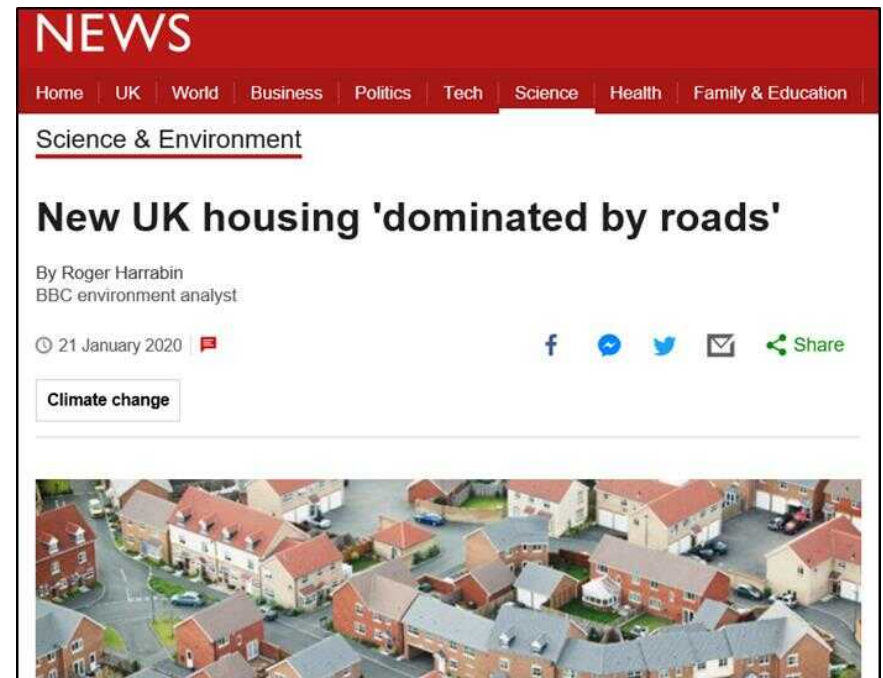 NEWS
Home UK World Business Politics Tech Science Health Family & Education
Science & Environment
New UK housing 'dominated by roads'
By Roger Harrabin
BBC environment analyst
21 January 2020
Share
Climate change